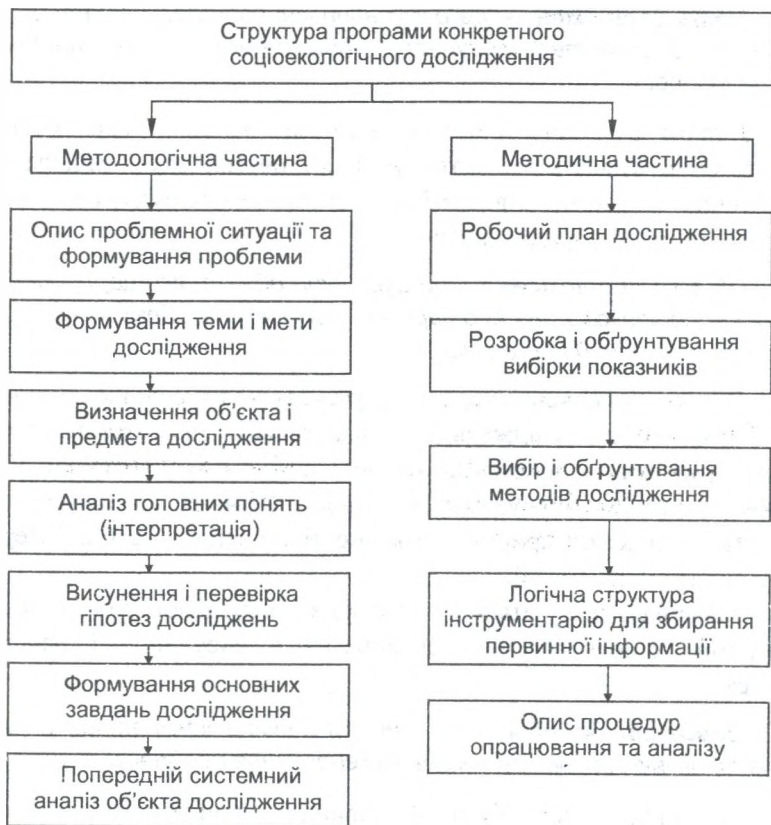 Структура програми конкретного
соціоекологічного дослідження
Методологічна частина
Методична частина
Опис проблемної ситуації та
формування проблеми
Формування теми і мети
дослідження
Визначення об'єкта і
предмета дослідження
Аналіз головних понять
(інтерпретація)
Висунення і перевірка
гіпотез досліджень
Формування основних
завдань дослідження
Попередній системний
аналіз об'єкта дослідження
Робочий план дослідження
Розробка і обґрунтування
вибірки показників
Вибір і обґрунтування
методів дослідження
Логічна структура
інструментарію для збирання
первинної інформації
Опис процедур
опрацювання та аналізу